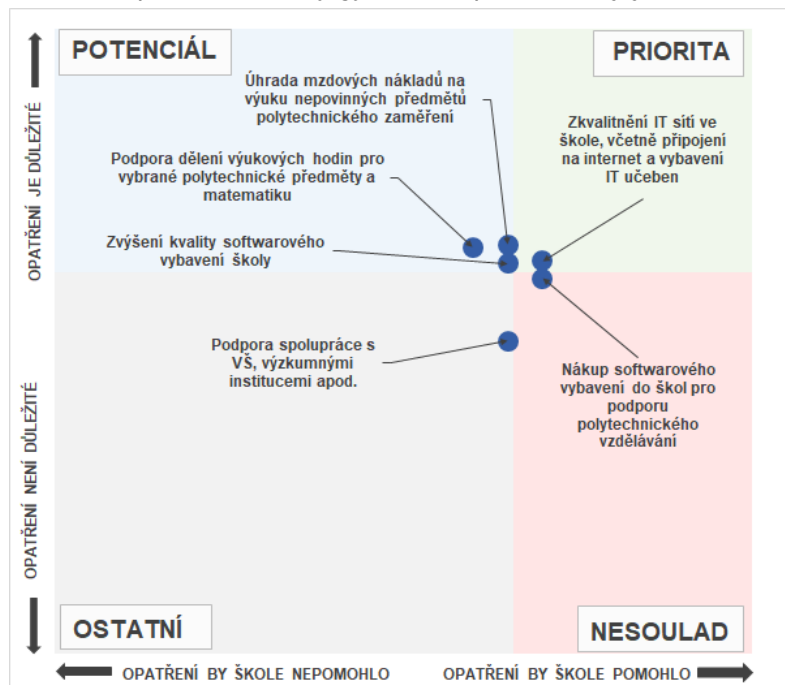 POTENCIÁL
PRIORITA
Úhrada mzdových nákladů na
výuku nepovinných předmětů
polytechnického zaměření
Zkvalitnění IT sítí ve
škole, včetně připojení
na internet a vybavení
IT učeben
Podpora dělení výukových hodin pro
vybrané polytechnické předměty a
matematiku
Zvýšení kvality softwarového
vybavení školy
Podpora spolupráce s
VŠ, výzkumnými
institucemi apod.
Nákup softwarového
vybavení do škol pro
podporu
polytechnického
vzdělávání
OPATŘENÍ JE DŮLEŽITÉ
OPATŘENÍ NENÍ DŮLEŽITÉ
OSTATNÍ
NESOULAD
OPATŘENÍ BY ŠKOLE NEPOMOHLO
OPATŘENÍ BY ŠKOLE POMOHLO